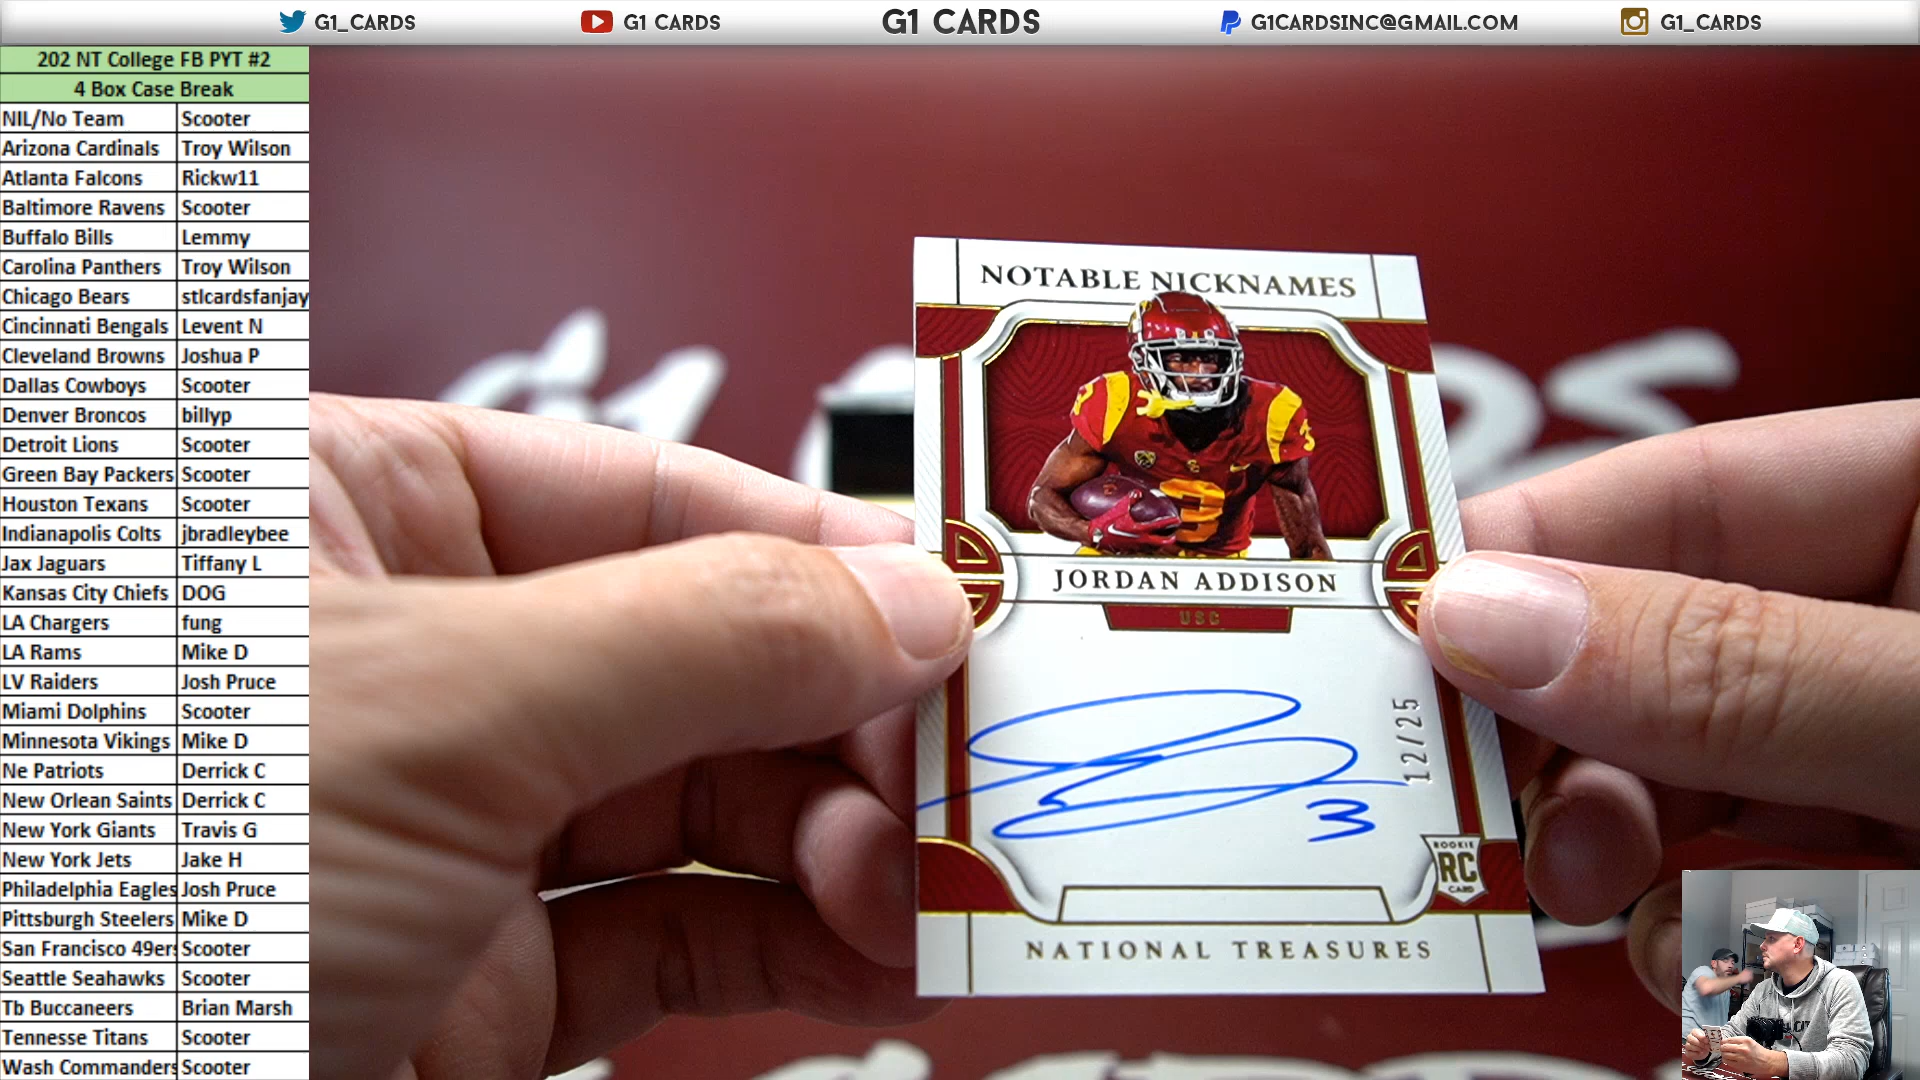 G1_CARDS
G1 CARDS
G1 CARDS
G1CARDSINC@GMAIL.COM
G1_CARDS
202 NT College FB PYT #2
4 Box Case Break
NIL/No Team Scooter
Arizona Cardinals Troy Wilson
Atlanta Falcons Rickw11
Baltimore Ravens Scooter
Buffalo Bills Lemmy
Carolina Panthers Troy Wilson
Chicago Bears stlcardsfanjay
Cincinnati Bengals Levent N
Cleveland Browns Joshua P
Dallas Cowboys Scooter
Denver Broncos billyp
Detroit Lions Scooter
Green Bay Packers Scooter
Houston Texans Scooter
Indianapolis Colts jbradleybee
Jax Jaguars Tiffany L
Kansas City Chiefs DOG
LA Chargers fung
LA Rams Mike D
LV Raiders Josh Pruce
Miami Dolphins Scooter
Minnesota Vikings Mike D
Ne Patriots Derrick C
New Orlean Saints Derrick C
New York Giants Travis G
New York Jets Jake H
Philadelphia Eagles Josh Pruce
Pittsburgh Steelers Mike D
San Francisco 49ers Scooter
Seattle Seahawks Scooter
Tb Buccaneers Brian Marsh
Tennesse Titans Scooter
Wash Commanders Scooter
NOTABLE NICKNAMES
3
JORDAN ADDISON
USC
12/25
3
ROOKIE
RC
CARD
NATIONAL TREASURES